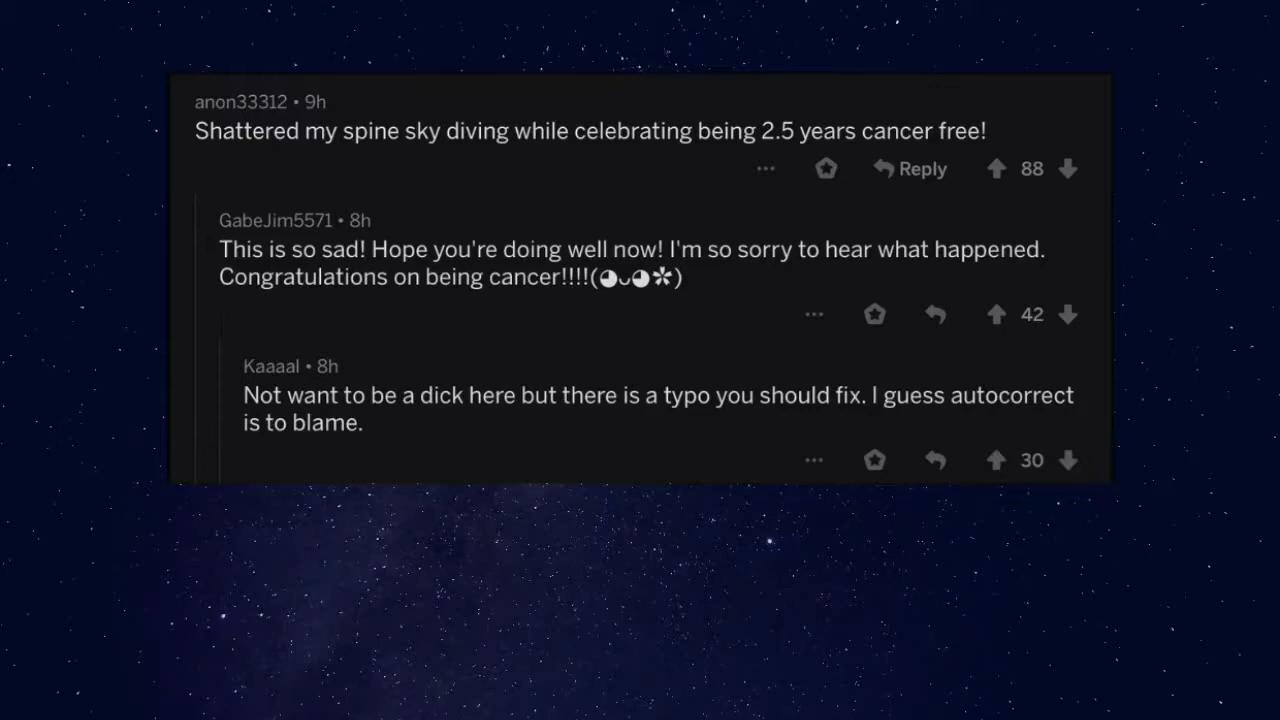 anon33312 • 9h
Shattered my spine sky diving while celebrating being 2.5 years cancer free!
Reply 88
GabeJim5571 • 8h
This is so sad! Hope you're doing well now! I'm so sorry to hear what happened.
Congratulations on being cancer!!!!(◕ᴗ◕✲)
42
Kaaaal • 8h
Not want to be a dick here but there is a typo you should fix. I guess autocorrect
is to blame.
30